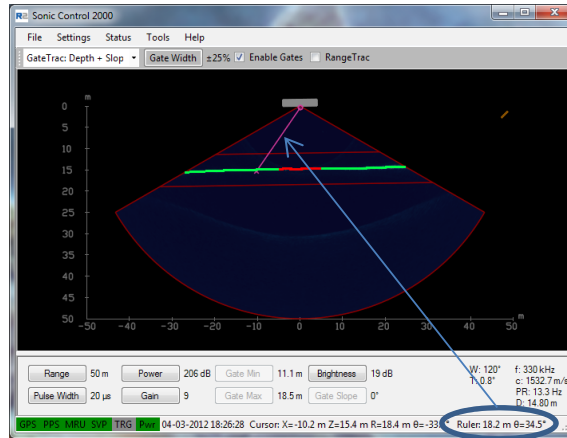 R2 Sonic Control 2000
File Settings Status Tools Help
GateTrac: Depth + Slop Gate Width ±25% Enable Gates RangeTrac
m
0
5
10
15
20
25
30
35
40
45
50
-50 -40 -30 -20 -10 0 10 20 30 40 50
m
Range 50 m Power 206 dB Gate Min 11.1 m Brightness 19 dB W: 120° f: 330 kHz
T: 0.8° c: 1532.7 m/s
Pulse Width 20 µs Gain 9 Gate Max 18.5 m Gate Slope 0° PR: 13.3 Hz
D: 14.80 m
GPS PPS MRU SVP TRG Pwr 04-03-2012 18:26:28 Cursor: X=-10.2 m Z=15.4 m R=18.4 m θ=-33. Ruler: 18.2 m θ=34.5°